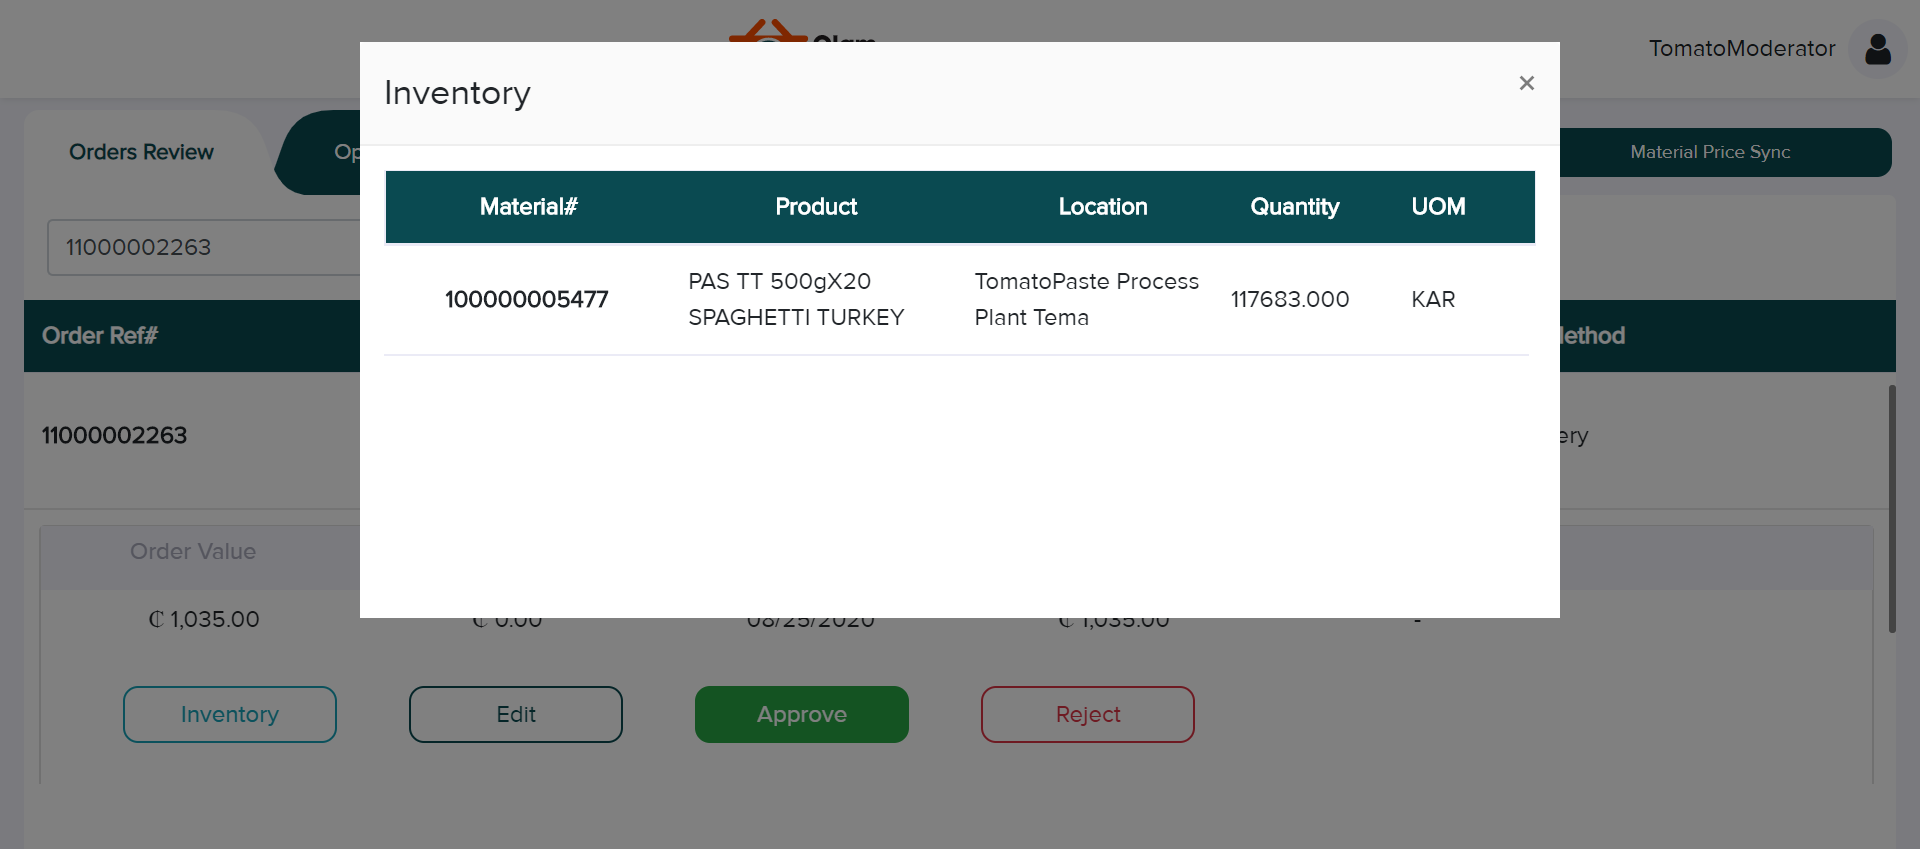 Olam
TomatoModerator
Inventory
×
Orders Review
Op
Material Price Sync
Material# Product Location Quantity UOM
11000002263
100000005477
PAS TT 500gX20
SPAGHETTI TURKEY
TomatoPaste Process
Plant Tema
117683.000
KAR
Order Ref#
ethod
11000002263
ery
Order Value
₵ 1,035.00 ₵ 0.00 08/25/2020 ₵ 1,035.00 -
Inventory Edit Approve Reject